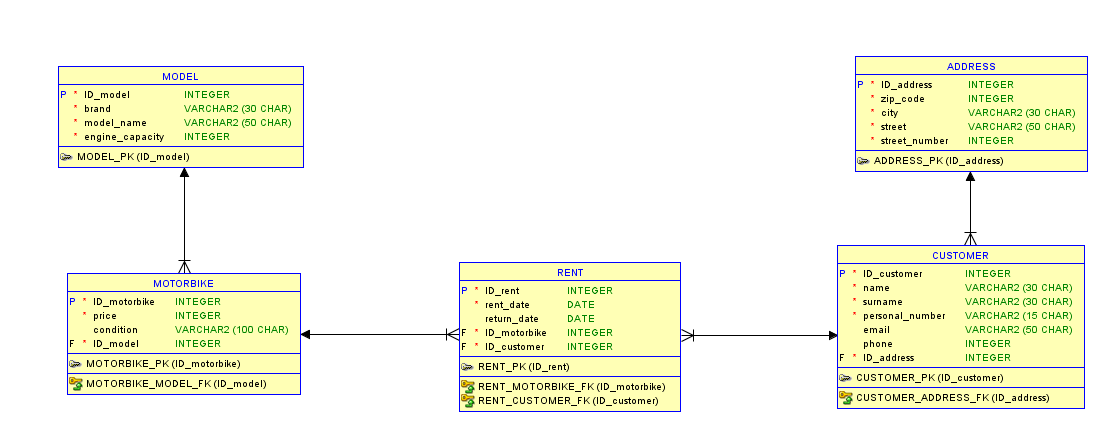 MODEL
P * ID_model INTEGER
* brand VARCHAR2 (30 CHAR)
* model_name VARCHAR2 (50 CHAR)
* engine_capacity INTEGER
MODEL_PK (ID_model)
ADDRESS
P * ID_address INTEGER
* zip_code INTEGER
* city VARCHAR2 (30 CHAR)
* street VARCHAR2 (50 CHAR)
* street_number INTEGER
ADDRESS_PK (ID_address)
MOTORBIKE
P * ID_motorbike INTEGER
* price INTEGER
condition VARCHAR2 (100 CHAR)
F * ID_model INTEGER
MOTORBIKE_PK (ID_motorbike)
MOTORBIKE_MODEL_FK (ID_model)
RENT
P * ID_rent INTEGER
* rent_date DATE
return_date DATE
F * ID_motorbike INTEGER
F * ID_customer INTEGER
RENT_PK (ID_rent)
RENT_MOTORBIKE_FK (ID_motorbike)
RENT_CUSTOMER_FK (ID_customer)
CUSTOMER
P * ID_customer INTEGER
* name VARCHAR2 (30 CHAR)
* surname VARCHAR2 (30 CHAR)
* personal_number VARCHAR2 (15 CHAR)
email VARCHAR2 (50 CHAR)
phone INTEGER
F * ID_address INTEGER
CUSTOMER_PK (ID_customer)
CUSTOMER_ADDRESS_FK (ID_address)